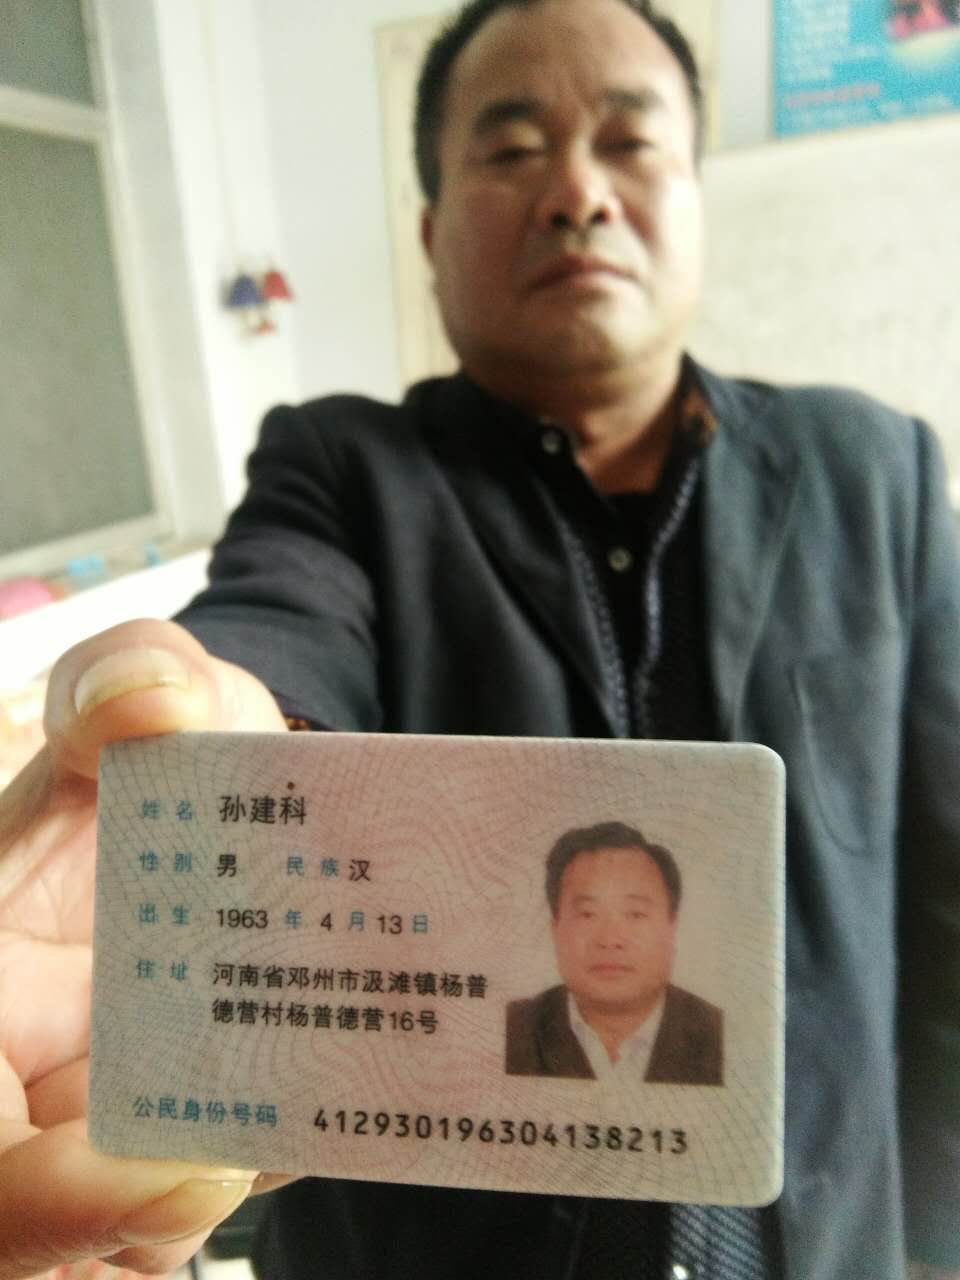 姓名 孙建科
性别 男 民族 汉
出生 1963 年 4 月 13 日
住址 河南省邓州市汲滩镇杨普
德营村杨普德营16号
公民身份号码 412930196304138213